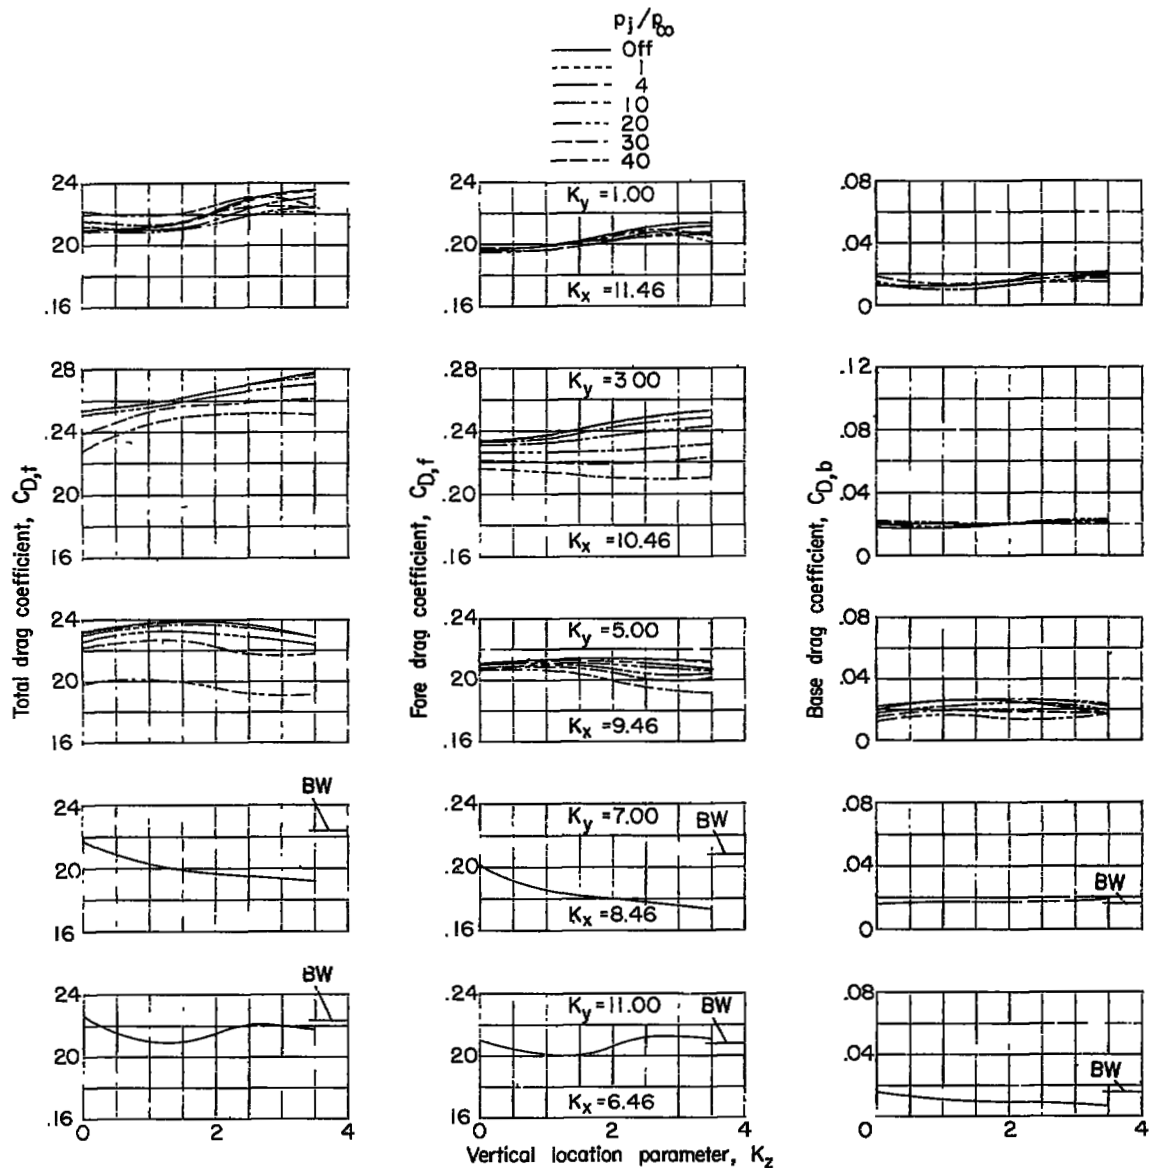 pj/p∞
Off
1
4
10
20
30
40
24
.20
.16
.24
.20
.16
Ky = 1.00
Kx = 11.46
.08
.04
0
28
.24
20
16
.28
.24
.20
.16
Ky = 3.00
Kx = 10.46
0.12
.08
.04
0
24
20
16
.24
.20
.16
Ky = 5.00
Kx = 9.46
.08
.04
0
BW
24
20
16
.24
.20
.16
Ky = 7.00
BW
Kx = 8.46
.08
.04
0
BW
BW
24
20
.16
0
2
4
.24
.20
16
Ky = 11.00
BW
Kx = 6.46
0
2
4
.08
.04
0
BW
0
2
4
Total drag coefficient, CD,t
Fore drag coefficient, CD,f
Base drag coefficient, CD,b
Vertical location parameter, Kz